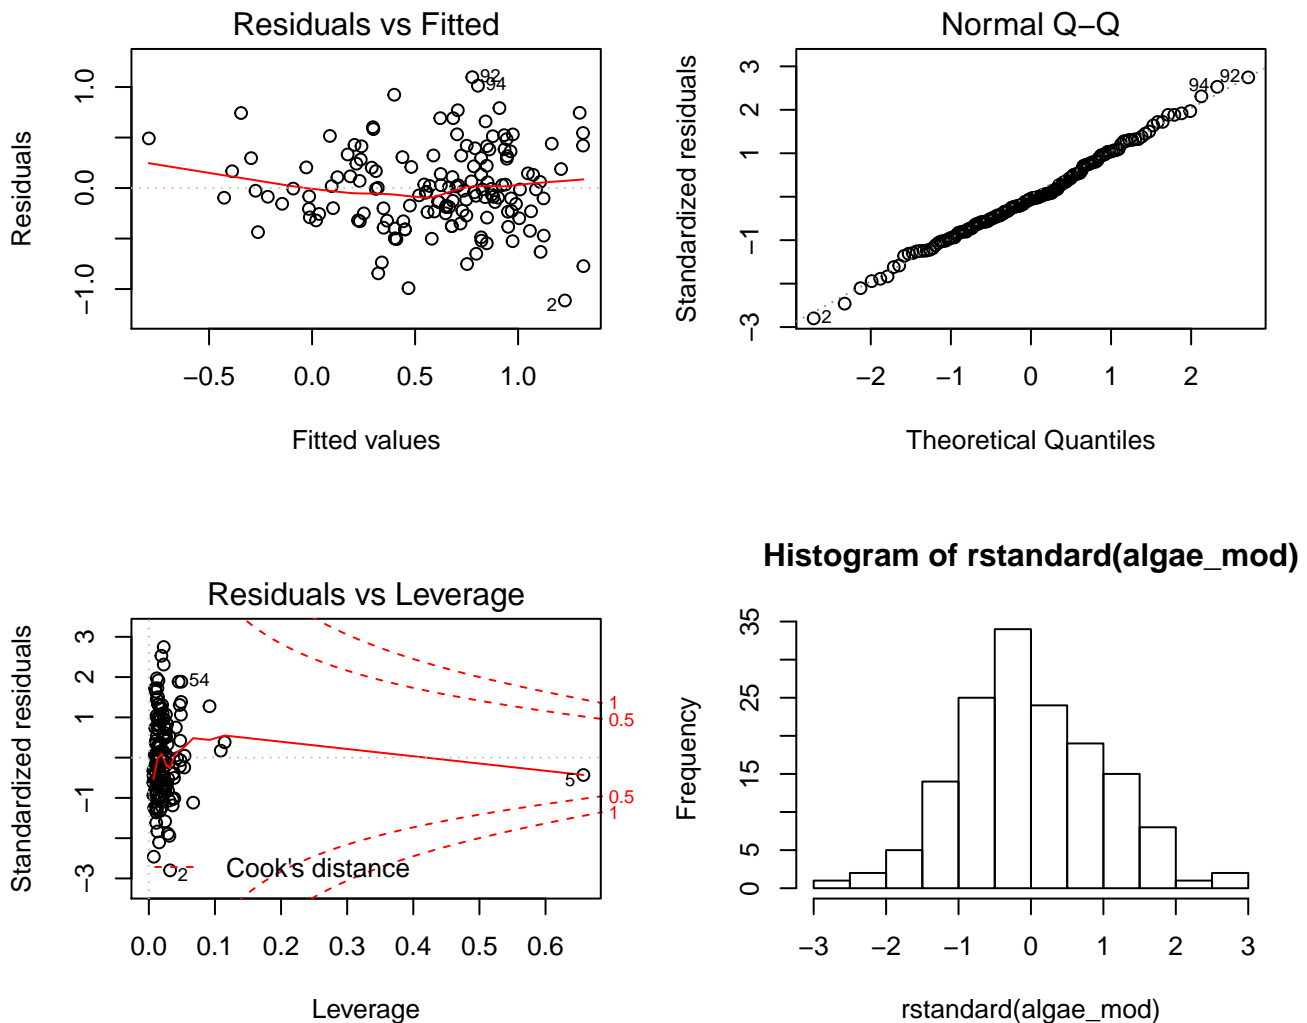 Residuals vs Fitted
Residuals
1.0
0.0
−1.0
92
94
2
−0.5 0.0 0.5 1.0
Fitted values
Normal Q−Q
Standardized residuals
3
2
1
−1
−3
94 92
2
−2 −1 0 1 2
Theoretical Quantiles
Residuals vs Leverage
Standardized residuals
3
2
1
−1
−3
54
1
0.5
5
0.5
1
2
Cook's distance
0.0 0.1 0.2 0.3 0.4 0.5 0.6
Leverage
Histogram of rstandard(algae_mod)
Frequency
35
25
15
5
0
−3 −2 −1 0 1 2 3
rstandard(algae_mod)